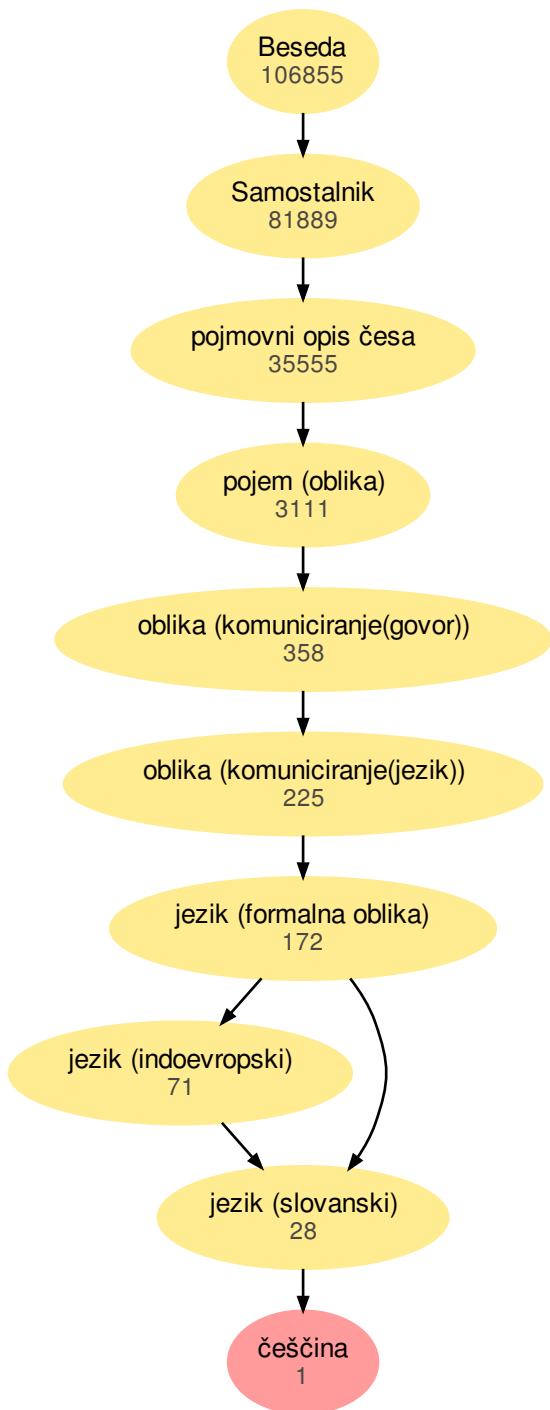 Beseda
106855
Samostalnik
81889
pojmovni opis česa
35555
pojem (oblika)
3111
oblika (komuniciranje(govor))
358
oblika (komuniciranje(jezik))
225
jezik (formalna oblika)
172
jezik (indoevropski)
71
jezik (slovanski)
28
češčina
1